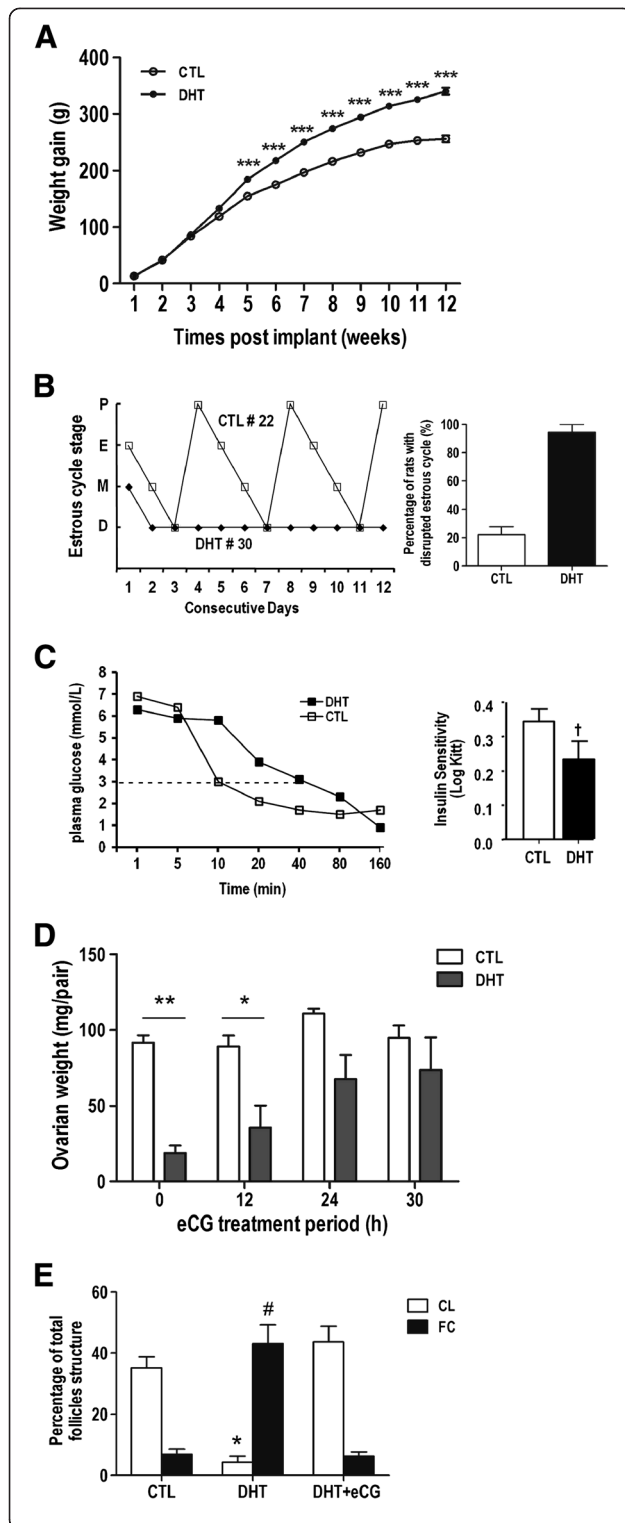 A
CTL
DHT
***
***
***
***
***
***
***
***
400
300
200
100
0
Weight gain (g)
1 2 3 4 5 6 7 8 9 10 11 12
Times post implant (weeks)
B
P
E
M
D
Estrous cycle stage
CTL # 22
DHT # 30
1 2 3 4 5 6 7 8 9 10 11 12
Consecutive Days
Percentage of rats with
disrupted estrous cycle (%)
100
80
60
40
20
0
CTL DHT
C
8
7
6
5
4
3
2
1
0
plasma glucose (mmol/L)
DHT
CTL
1 5 10 20 40 80 160
Time (min)
Insulin Sensitivity
(Log Kitt)
0.4
0.3
0.2
0.0
†
CTL DHT
D
150
100
50
0
Ovarian weight (mg/pair)
CTL
DHT
**
*
0 12 24 30
eCG treatment period (h)
E
60
40
20
0
Percentage of total
follicles structure
CL
FC
#
*
CTL DHT DHT+eCG